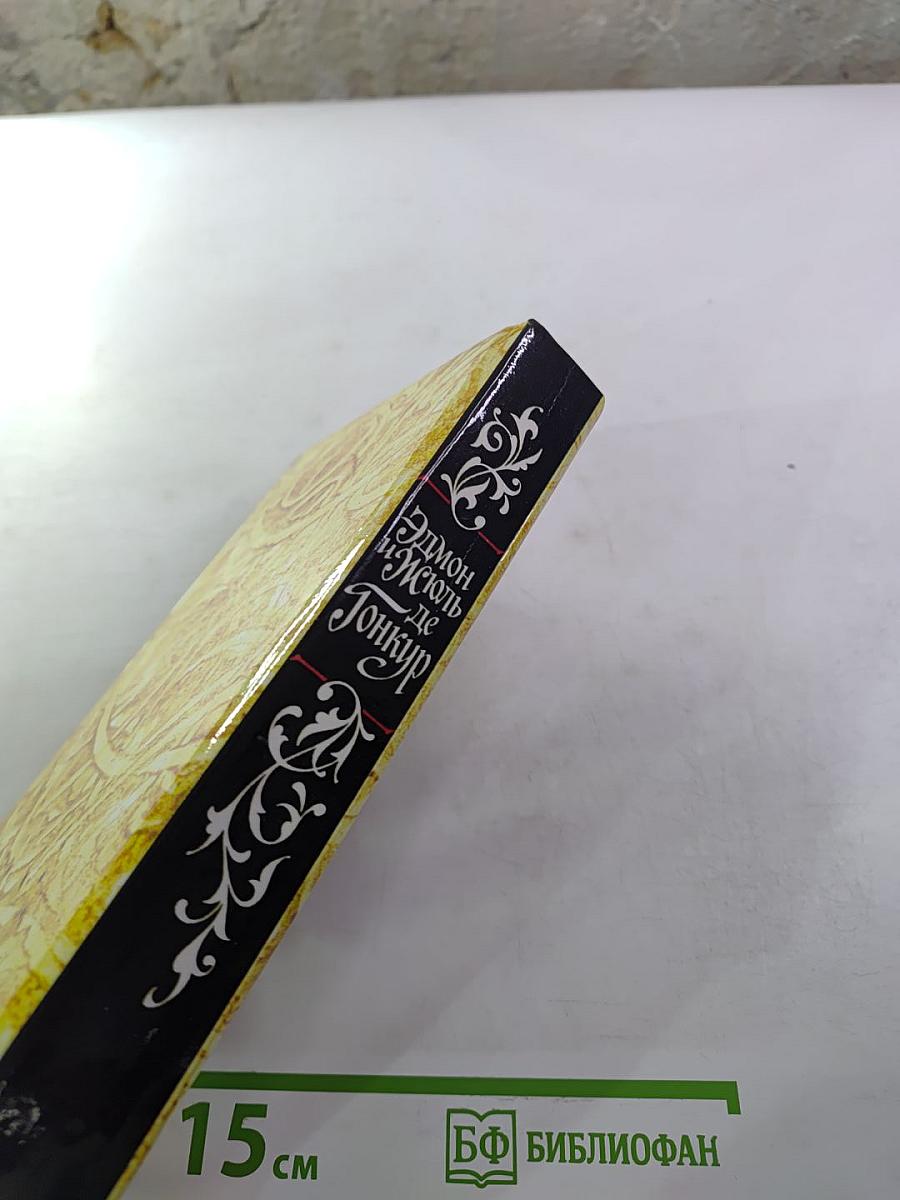 Эдмон
и Жюль
де
Гонкур
15 см
БФ БИБЛИОФАН